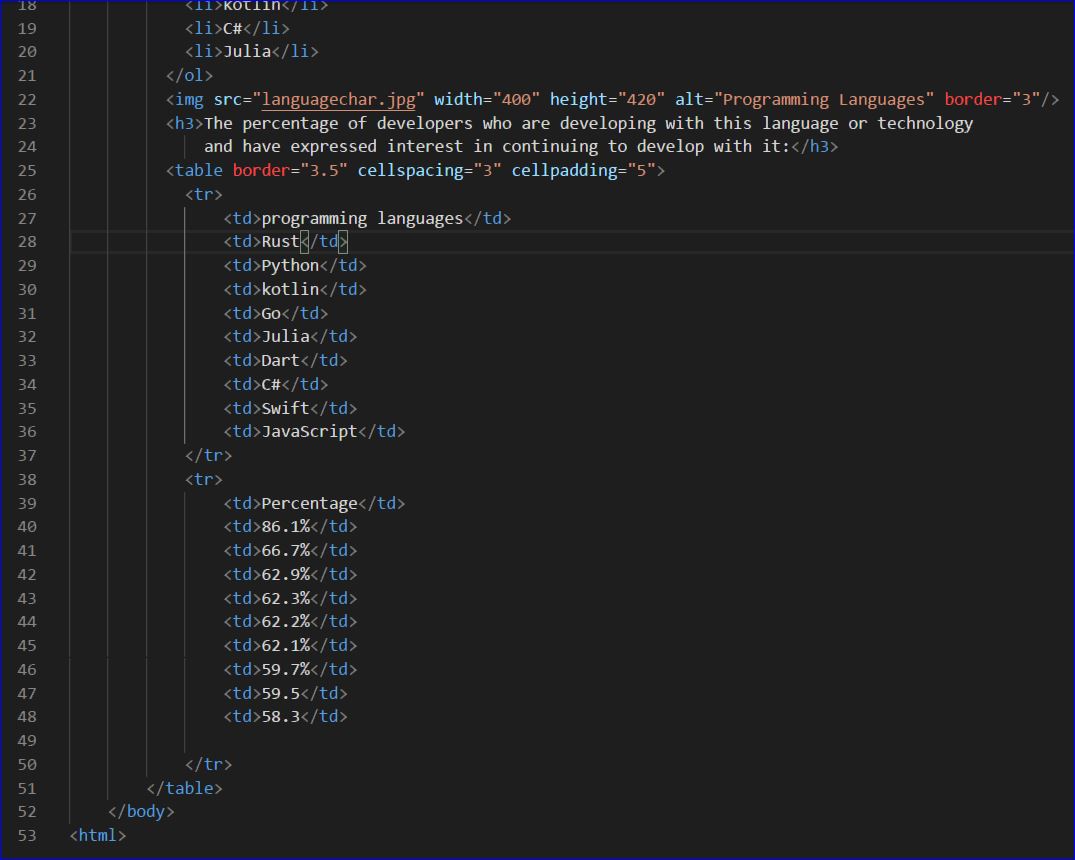 18 <li>kotlin</li>
19 <li>C#</li>
20 <li>Julia</li>
21 </ol>
22 <img src="languagechar.jpg" width="400" height="420" alt="Programming Languages" border="3"/>
23 <h3>The percentage of developers who are developing with this language or technology
24 and have expressed interest in continuing to develop with it:</h3>
25 <table border="3.5" cellspacing="3" cellpadding="5">
26 <tr>
27 <td>programming languages</td>
28 <td>Rust</td>
29 <td>Python</td>
30 <td>kotlin</td>
31 <td>Go</td>
32 <td>Julia</td>
33 <td>Dart</td>
34 <td>C#</td>
35 <td>Swift</td>
36 <td>JavaScript</td>
37 </tr>
38 <tr>
39 <td>Percentage</td>
40 <td>86.1%</td>
41 <td>66.7%</td>
42 <td>62.9%</td>
43 <td>62.3%</td>
44 <td>62.2%</td>
45 <td>62.1%</td>
46 <td>59.7%</td>
47 <td>59.5</td>
48 <td>58.3</td>
49
50 </tr>
51 </table>
52 </body>
53 <html>